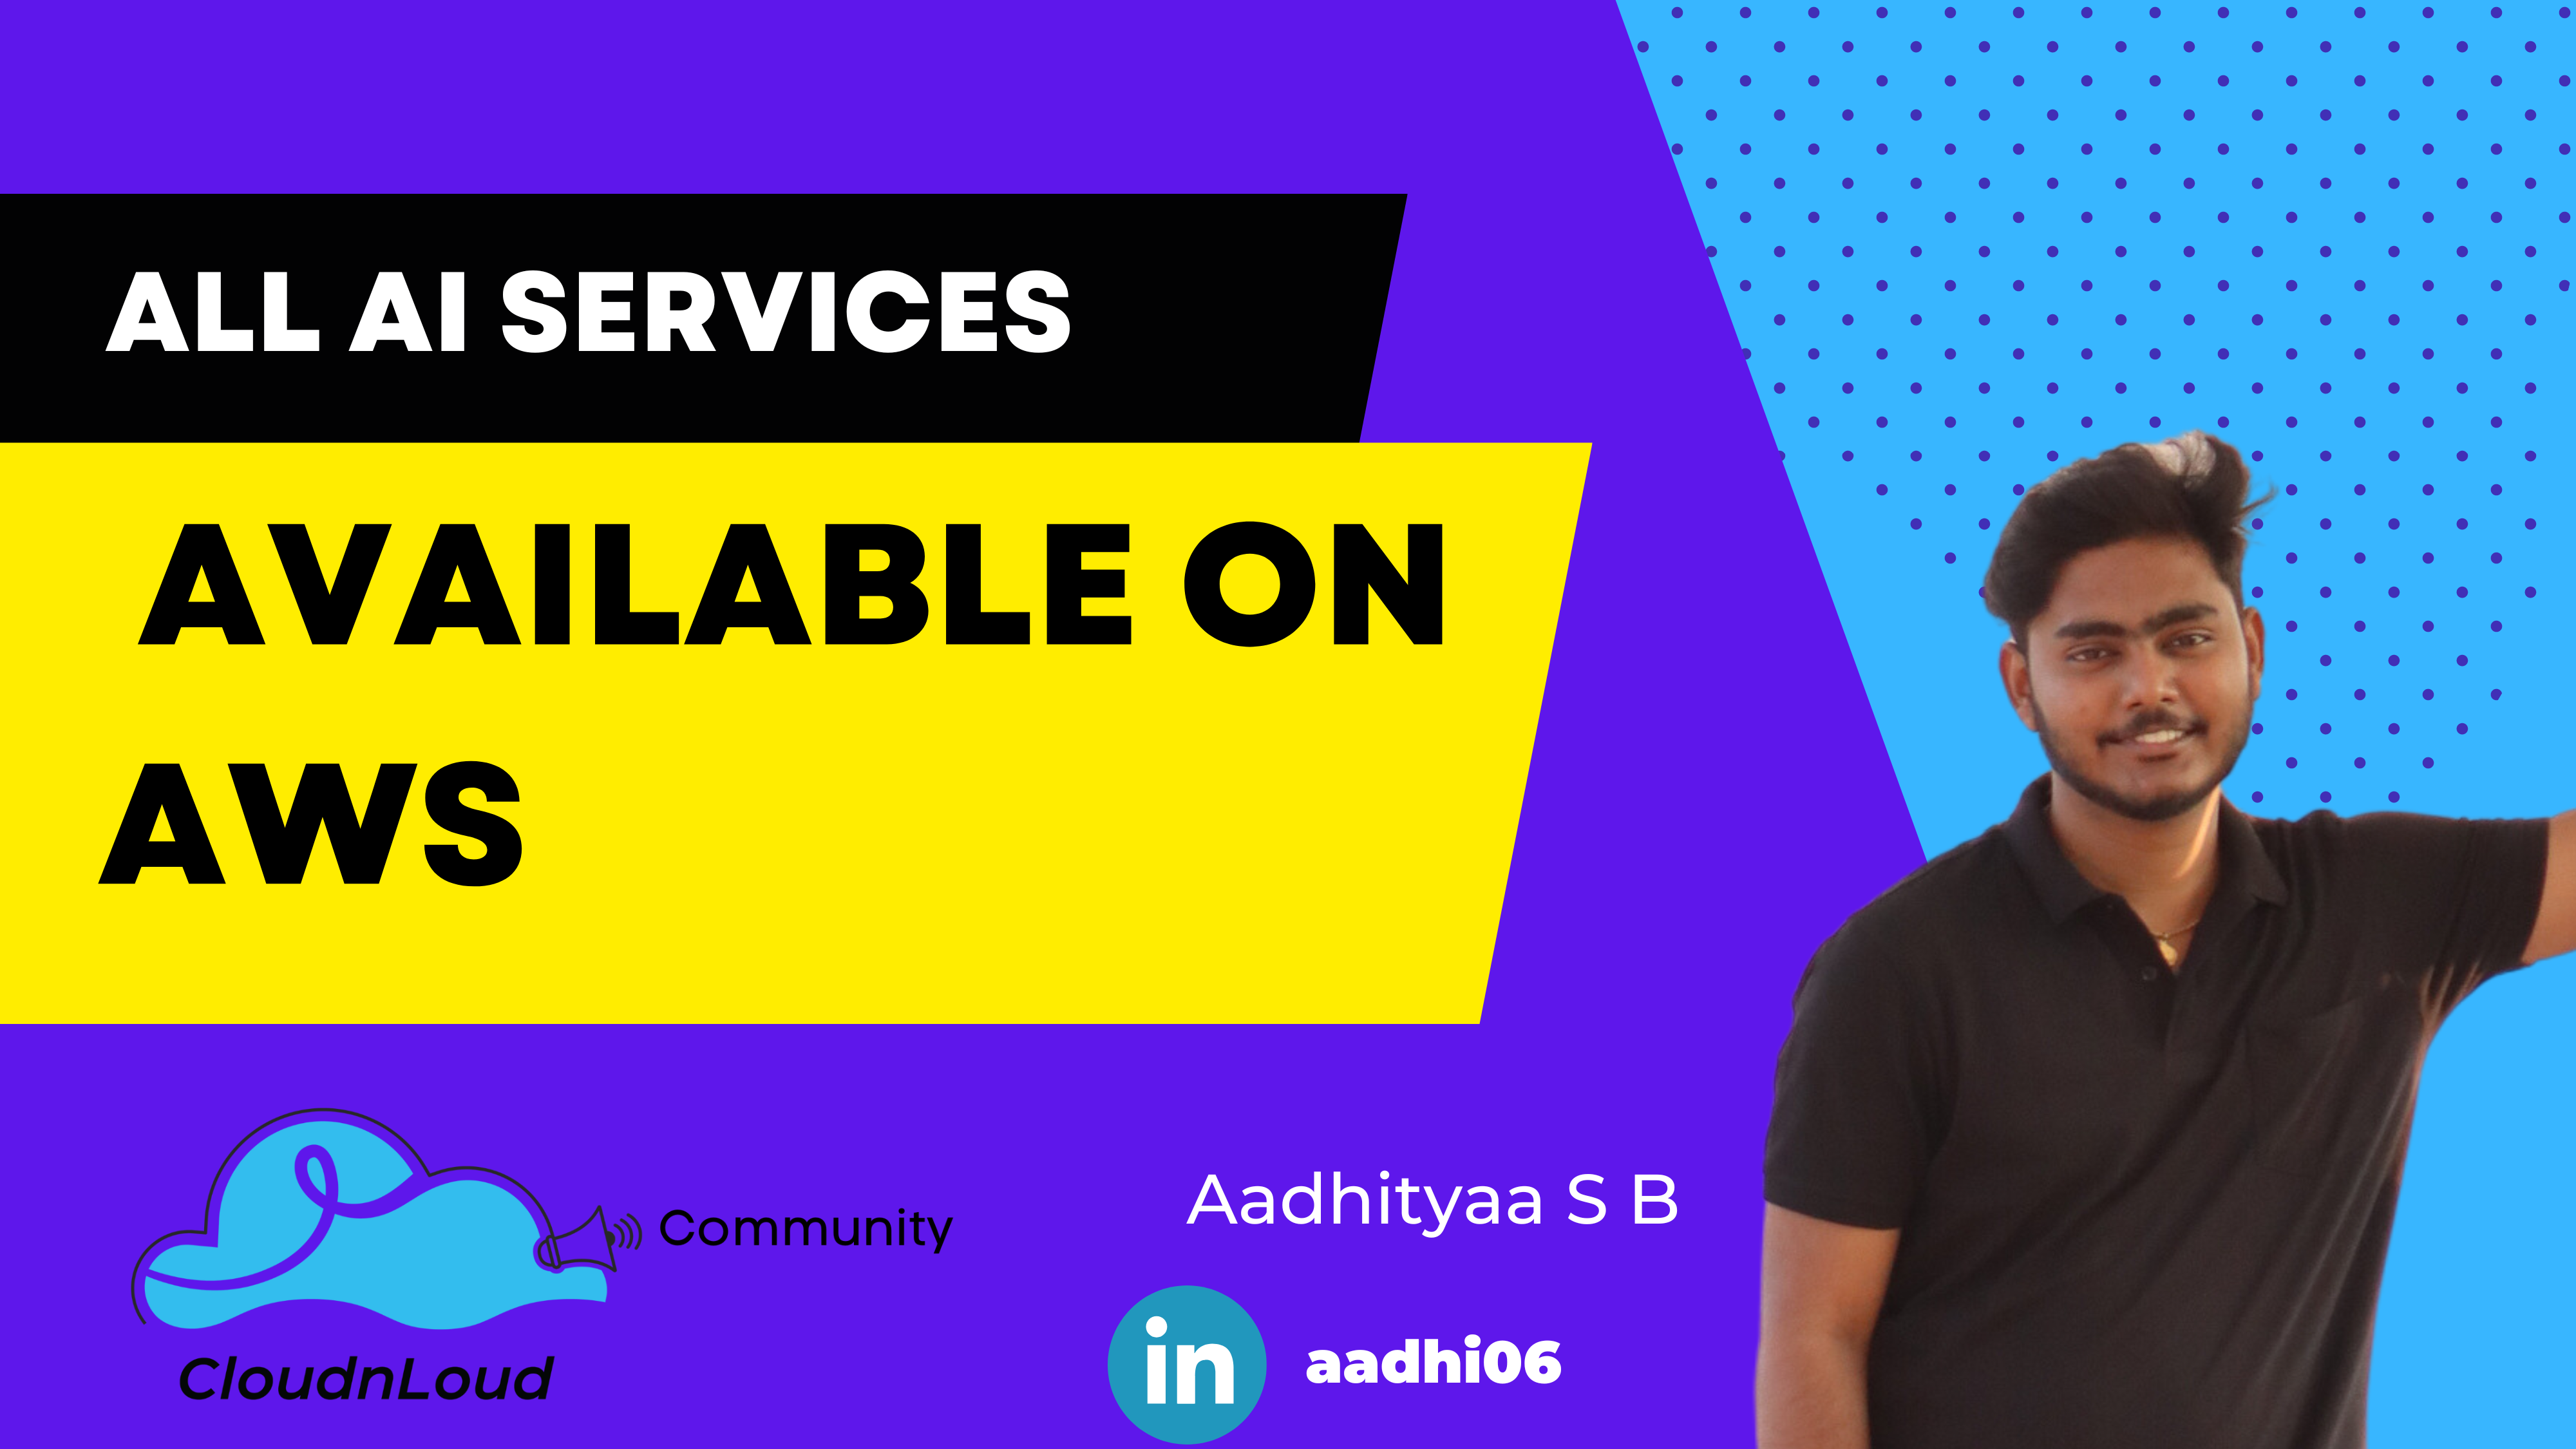 ALL AI SERVICES
AVAILABLE ON
AWS
Community
CloudnLoud
Aadhityaa S B
in
aadhi06